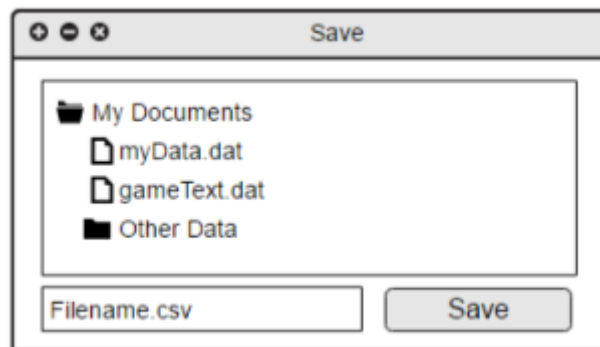 Save
My Documents
myData.dat
gameText.dat
Other Data
Filename.csv
Save